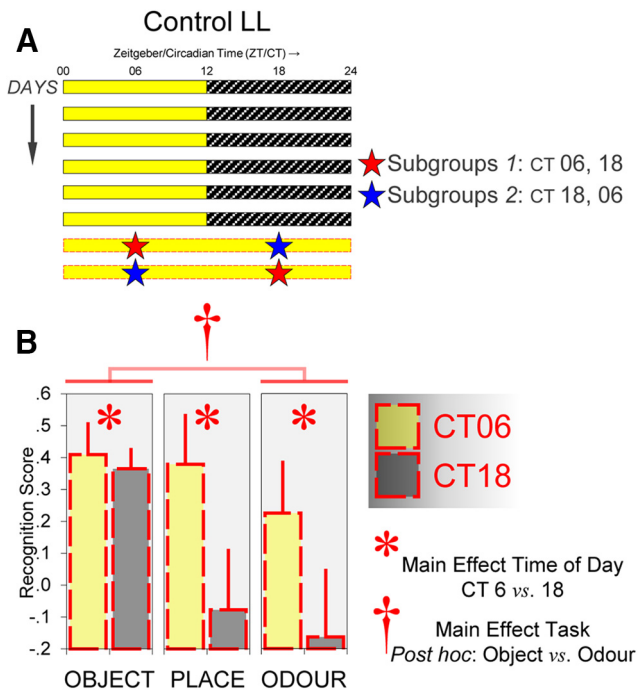 A
Control LL
Zeitgeber/Circadian Time (ZT/CT) →
00 06 12 18 24
DAYS
Subgroups 1: CT 06, 18
Subgroups 2: CT 18, 06
†
B
.6
.5
.4
.3
.2
.1
.0
-.1
-.2
Recognition Score
* * *
OBJECT PLACE ODOUR
CT06
CT18
*
Main Effect Time of Day
CT 6 vs. 18
†
Main Effect Task
Post hoc: Object vs. Odour